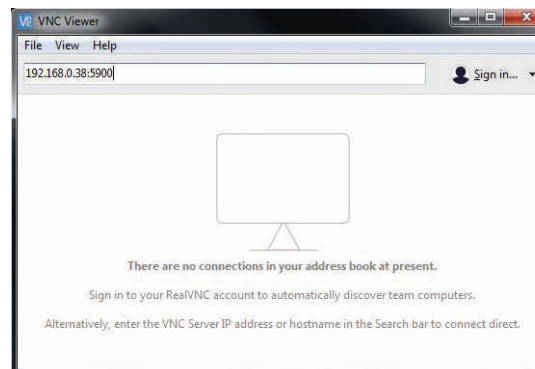 VNC Viewer
File View Help
192.168.0.38:5900
Sign in...
There are no connections in your address book at present.
Sign in to your RealVNC account to automatically discover team computers.
Alternatively, enter the VNC Server IP address or hostname in the Search bar to connect direct.